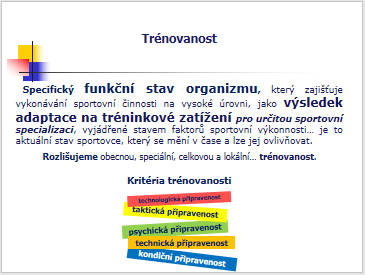 Trénovanost
Specifický funkční stav organizmu, který zajišťuje
vykonávání sportovní činnosti na vysoké úrovni, jako výsledek
adaptace na tréninkové zatížení pro určitou sportovní
specializaci, vyjádřené stavem faktorů sportovní výkonnosti… je to
aktuální stav sportovce, který se mění v čase a lze jej ovlivňovat.
Rozlišujeme obecnou, speciální, celkovou a lokální… trénovanost.
Kritéria trénovanosti
technologická připravenost
taktická připravenost
psychická připravenost
technická připravenost
kondiční připravenost